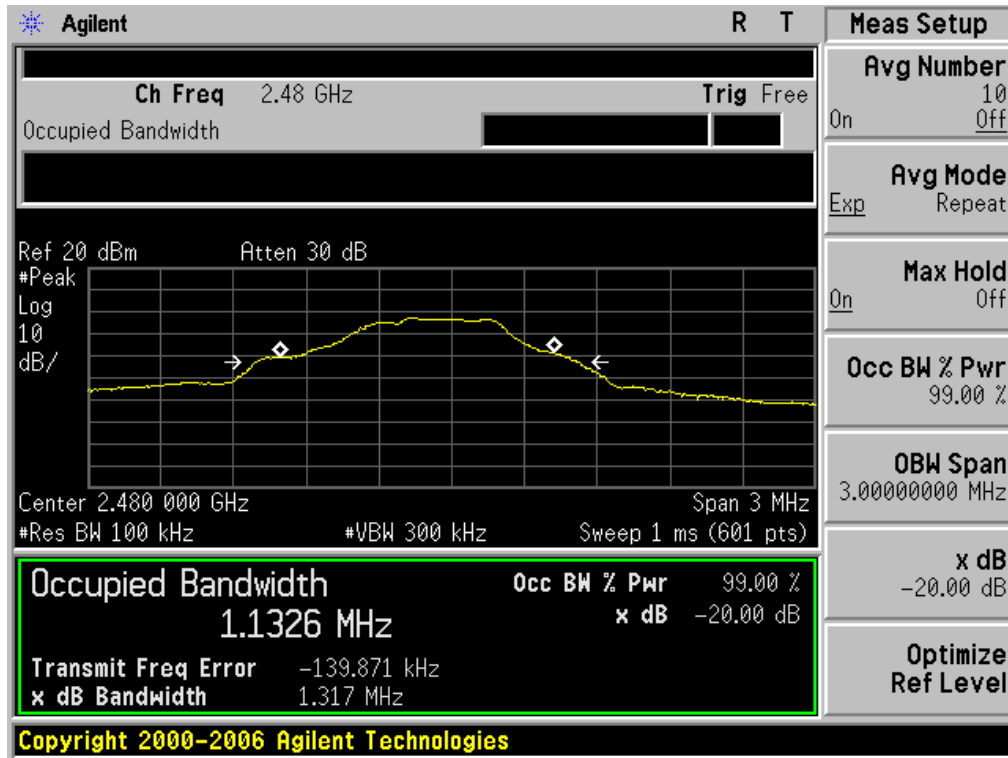 Agilent R T
Ch Freq 2.48 GHz Trig Free
Occupied Bandwidth
Ref 20 dBm Atten 30 dB
#Peak
Log
10
dB/
Center 2.480 000 GHz Span 3 MHz
#Res BW 100 kHz #VBW 300 kHz Sweep 1 ms (601 pts)
Occupied Bandwidth Occ BW % Pwr 99.00 %
1.1326 MHz x dB -20.00 dB
Transmit Freq Error -139.871 kHz
x dB Bandwidth 1.317 MHz
Copyright 2000-2006 Agilent Technologies
Meas Setup
Avg Number
10
On Off
Avg Mode
Exp Repeat
Max Hold
On Off
Occ BW % Pwr
99.00 %
OBW Span
3.00000000 MHz
x dB
-20.00 dB
Optimize
Ref Level